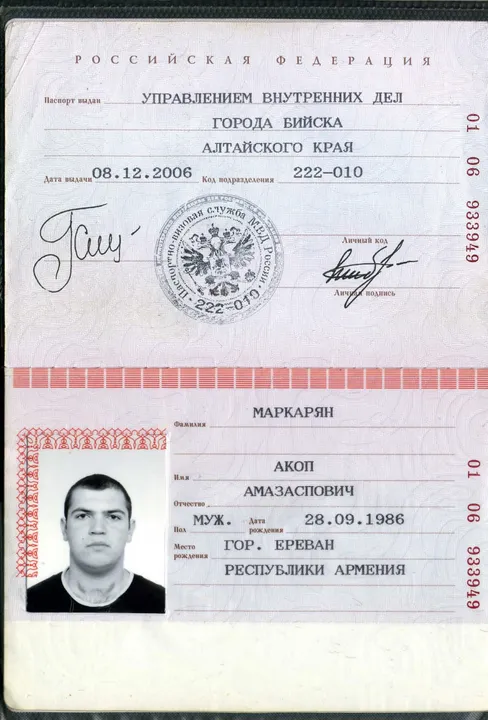 РОССИЙСКАЯ ФЕДЕРАЦИЯ
Паспорт выдан УПРАВЛЕНИЕМ ВНУТРЕННИХ ДЕЛ
ГОРОДА БИЙСКА
АЛТАЙСКОГО КРАЯ
Дата выдачи 08.12.2006 Код подразделения 222-010
01 06 933949
Паспортно-визовая служба МВД России
222-010
Личный код
Личная подпись
МАРКАРЯН
Фамилия
АКОП
Имя
АМАЗАСПОВИЧ
Отчество
Пол МУЖ. Дата рождения 28.09.1986
Место рождения ГОР. ЕРЕВАН
РЕСПУБЛИКИ АРМЕНИЯ
01 06 933949